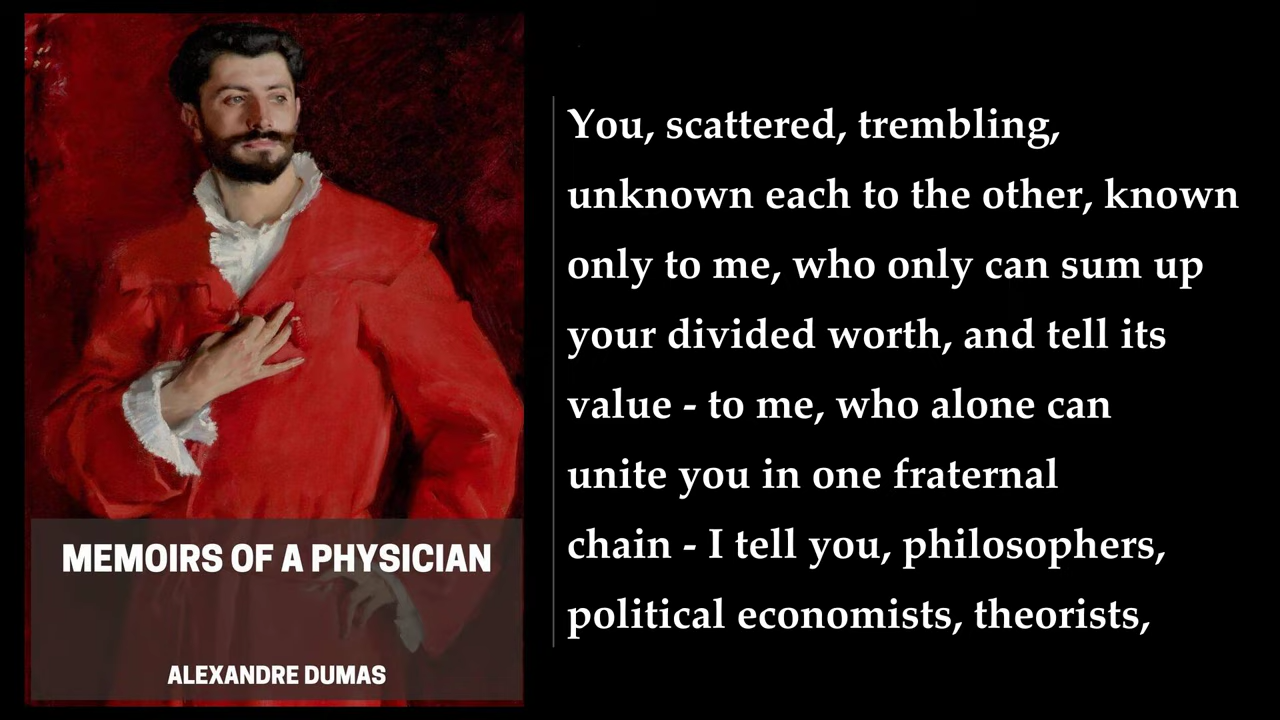 MEMOIRS OF A PHYSICIAN
ALEXANDRE DUMAS
You, scattered, trembling,
unknown each to the other, known
only to me, who only can sum up
your divided worth, and tell its
value - to me, who alone can
unite you in one fraternal
chain - I tell you, philosophers,
political economists, theorists,